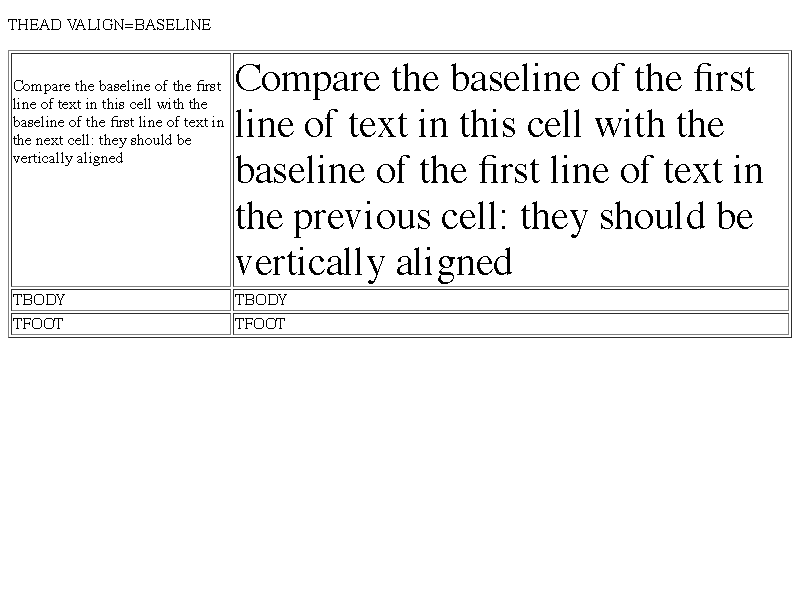 THEAD VALIGN=BASELINE
Compare the baseline of the first
line of text in this cell with the
baseline of the first line of text in
the next cell: they should be
vertically aligned
Compare the baseline of the first
line of text in this cell with the
baseline of the first line of text in
the previous cell: they should be
vertically aligned
TBODY
TBODY
TFOOT
TFOOT